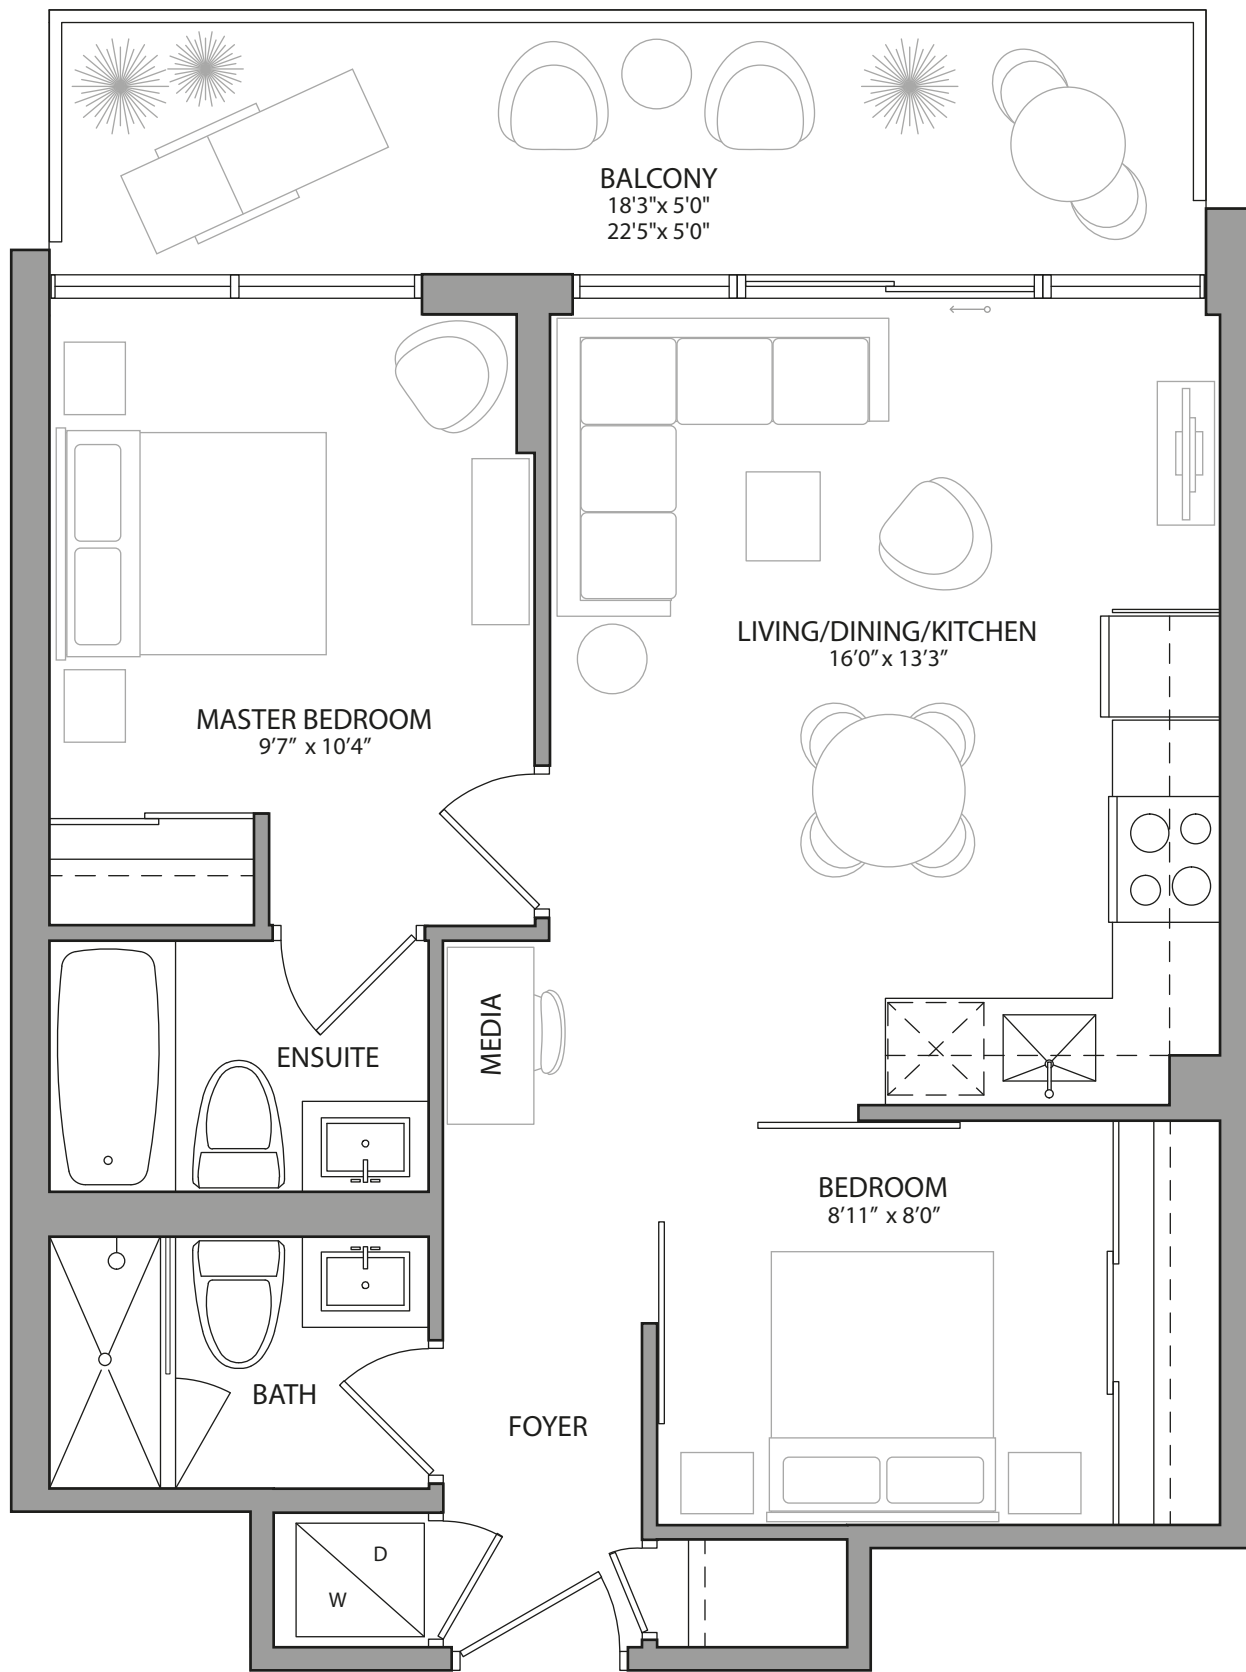 BALCONY
18'3"x 5'0"
22'5"x 5'0"
LIVING/DINING/KITCHEN
16'0" x 13'3"
MASTER BEDROOM
9'7" x 10'4"
MEDIA
ENSUITE
BEDROOM
8'11" x 8'0"
BATH
FOYER
D
W